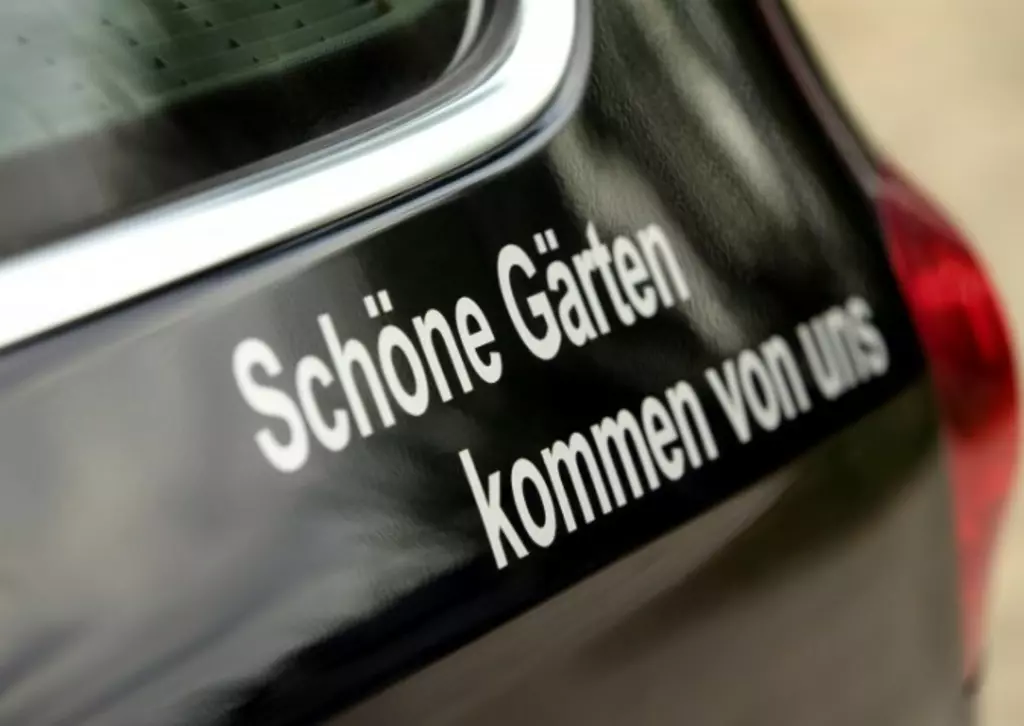 Schöne Gärten
kommen von uns